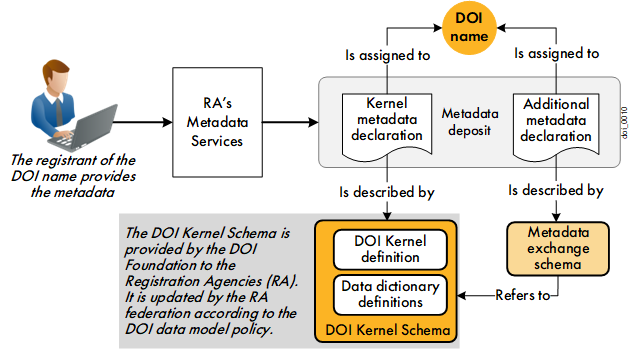 DOI
name
Is assigned to
Is assigned to
RA's
Metadata
Services
Kernel
metadata
declaration
Metadata
deposit
Additional
metadata
declaration
doi_0010
The registrant of the
DOI name provides
the metadata
Is described by
Is described by
The DOI Kernel Schema is
provided by the DOI
Foundation to the
Registration Agencies (RA).
It is updated by the RA
federation according to the
DOI data model policy.
DOI Kernel
definition
Data dictionary
definitions
DOI Kernel Schema
Metadata
exchange
schema
Refers to